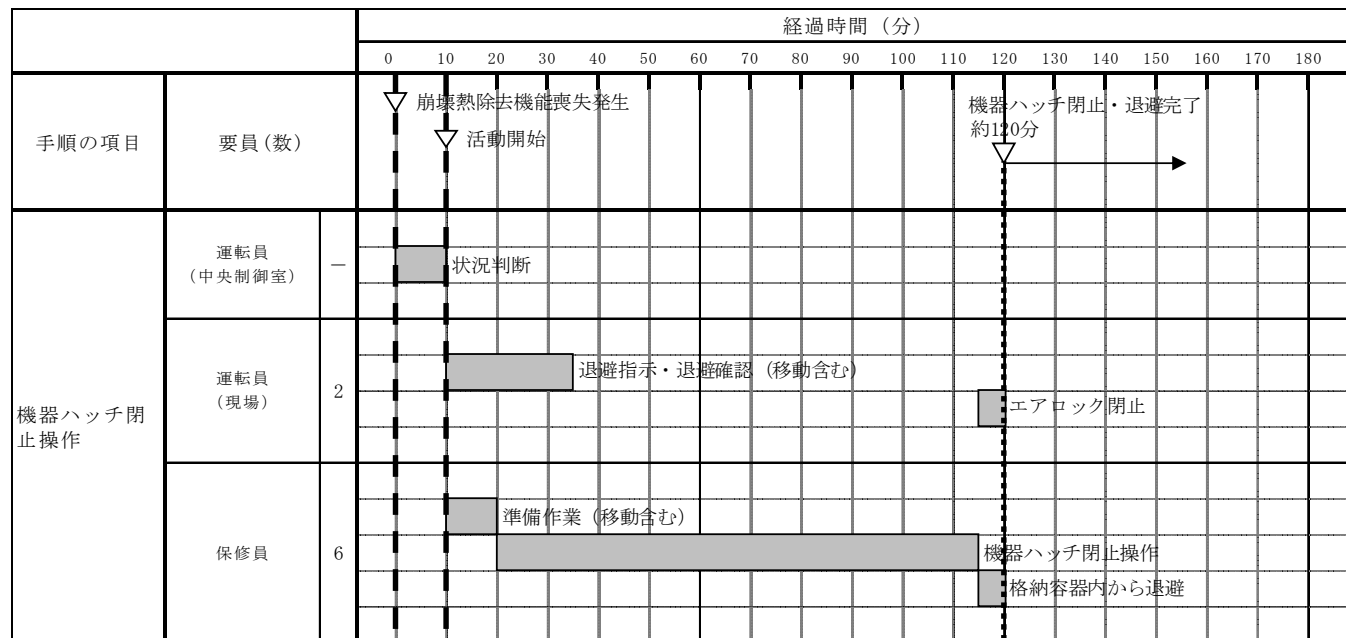 経過時間（分）
0 10 20 30 40 50 60 70 80 90 100 110 120 130 140 150 160 170 180
手順の項目
要員(数)
崩壊熱除去機能喪失発生
活動開始
機器ハッチ閉止・退避完了
約120分
機器ハッチ閉
止操作
運転員
（中央制御室）
－
状況判断
運転員
（現場）
2
退避指示・退避確認（移動含む）
エアロック閉止
保修員
6
準備作業（移動含む）
機器ハッチ閉止操作
格納容器内から退避